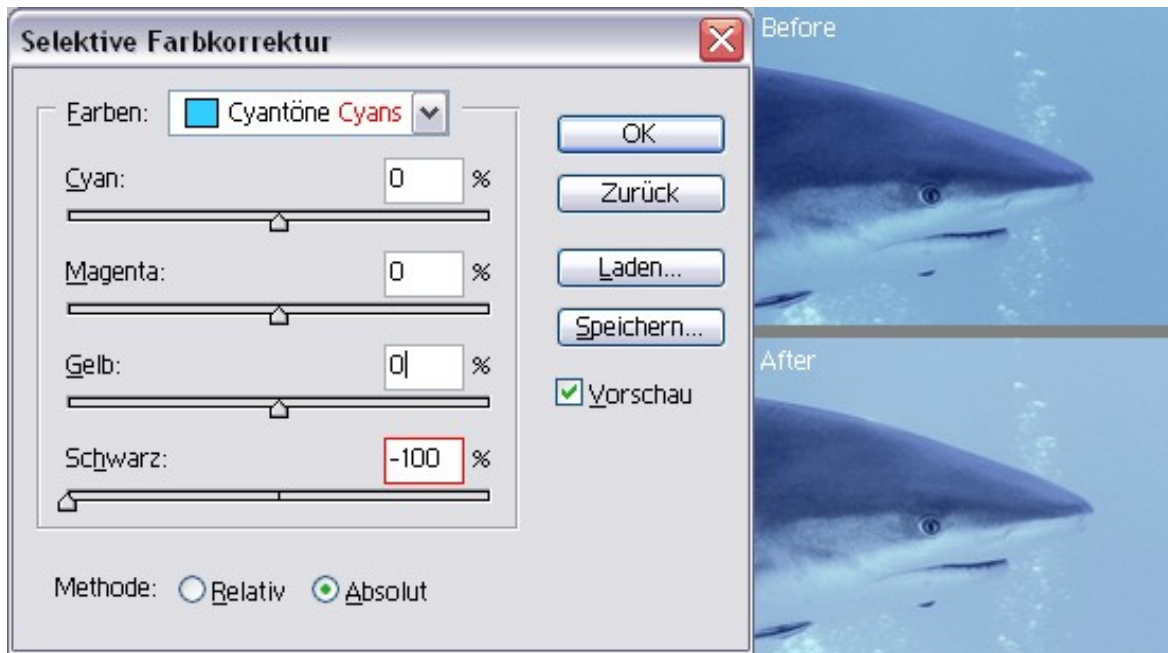 Selektive Farbkorrektur
Farben: Cyantöne Cyans
Cyan: 0 %
Magenta: 0 %
Gelb: 0 %
Schwarz: -100 %
Methode: Relativ Absolut
OK
Zurück
Laden...
Speichern...
Vorschau
Before
After